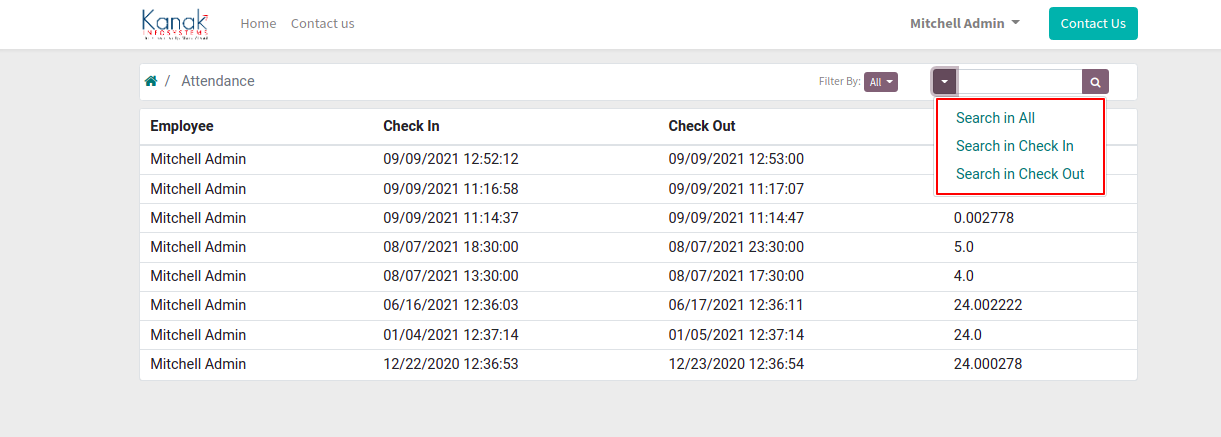 Kanak
INFOSYSTEMS
Home Contact us Mitchell Admin Contact Us
/ Attendance Filter By: All
Search in All
Search in Check In
Search in Check Out
Employee Check In Check Out
Mitchell Admin 09/09/2021 12:52:12 09/09/2021 12:53:00
Mitchell Admin 09/09/2021 11:16:58 09/09/2021 11:17:07
Mitchell Admin 09/09/2021 11:14:37 09/09/2021 11:14:47 0.002778
Mitchell Admin 08/07/2021 18:30:00 08/07/2021 23:30:00 5.0
Mitchell Admin 08/07/2021 13:30:00 08/07/2021 17:30:00 4.0
Mitchell Admin 06/16/2021 12:36:03 06/17/2021 12:36:11 24.002222
Mitchell Admin 01/04/2021 12:37:14 01/05/2021 12:37:14 24.0
Mitchell Admin 12/22/2020 12:36:53 12/23/2020 12:36:54 24.000278